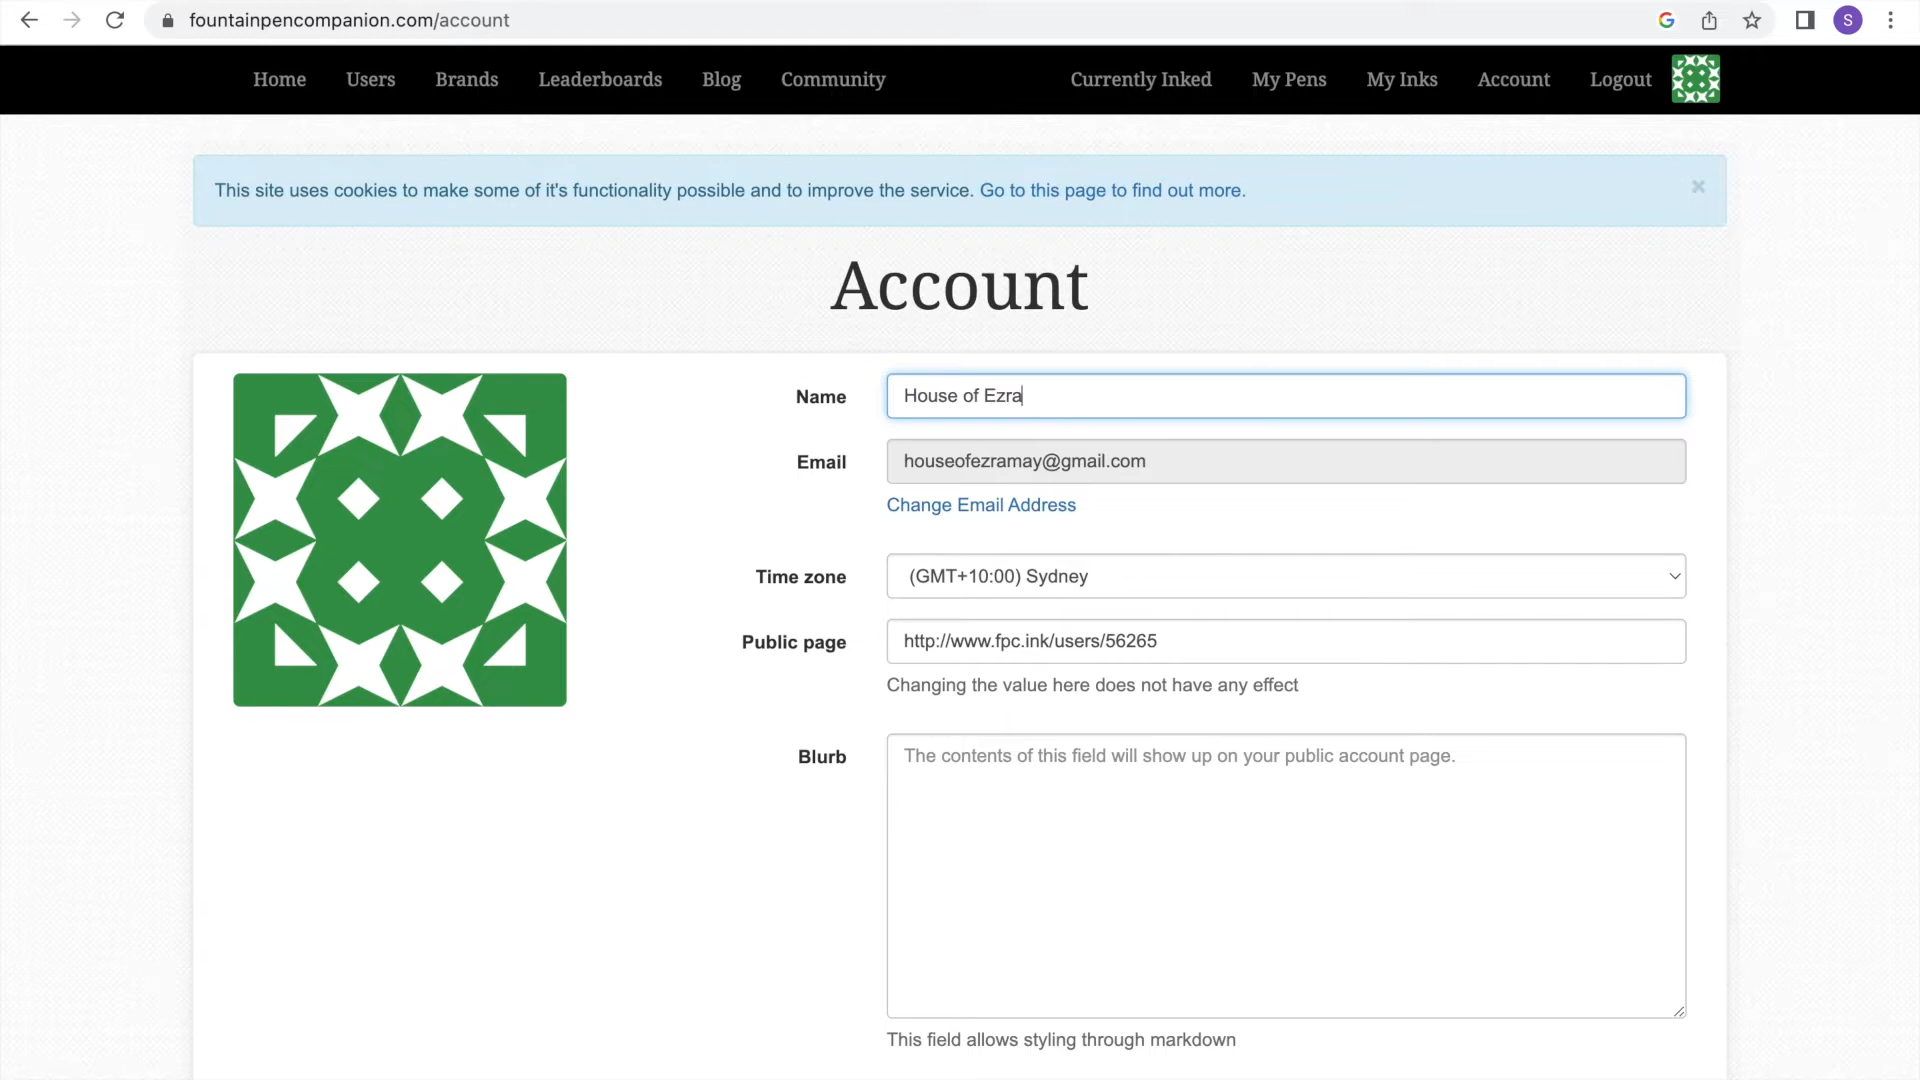 fountainpencompanion.com/account
S
Home Users Brands Leaderboards Blog Community Currently Inked My Pens My Inks Account Logout
This site uses cookies to make some of it's functionality possible and to improve the service. Go to this page to find out more.
×
Account
Name House of Ezra
Email houseofezramay@gmail.com
Change Email Address
Time zone (GMT+10:00) Sydney
Public page http://www.fpc.ink/users/56265
Changing the value here does not have any effect
Blurb The contents of this field will show up on your public account page.
This field allows styling through markdown